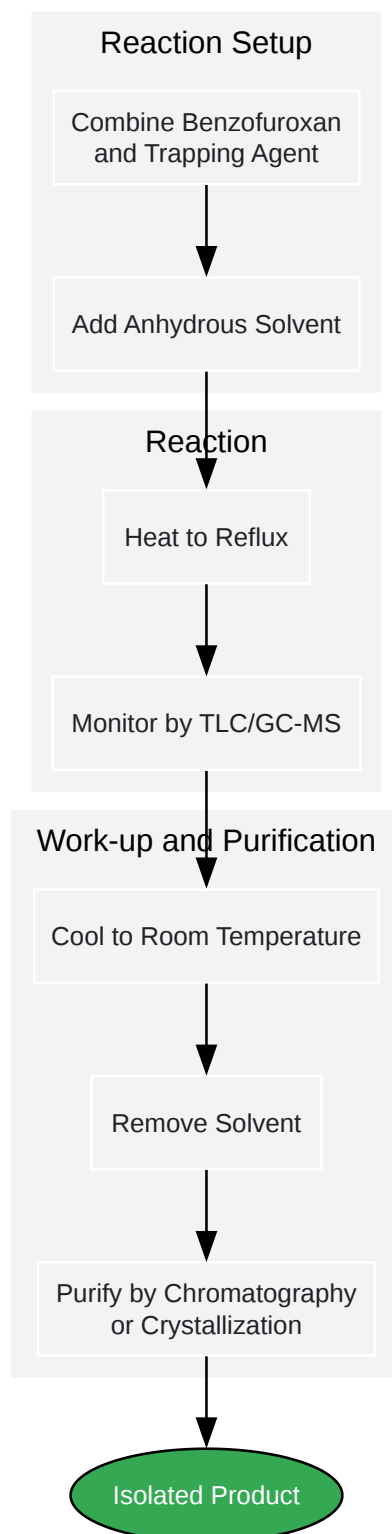 Reaction Setup
Combine Benzofuroxan
and Trapping Agent
Add Anhydrous Solvent
Reaction
Heat to Reflux
Monitor by TLC/GC-MS
Work-up and Purification
Cool to Room Temperature
Remove Solvent
Purify by Chromatography
or Crystallization
Isolated Product